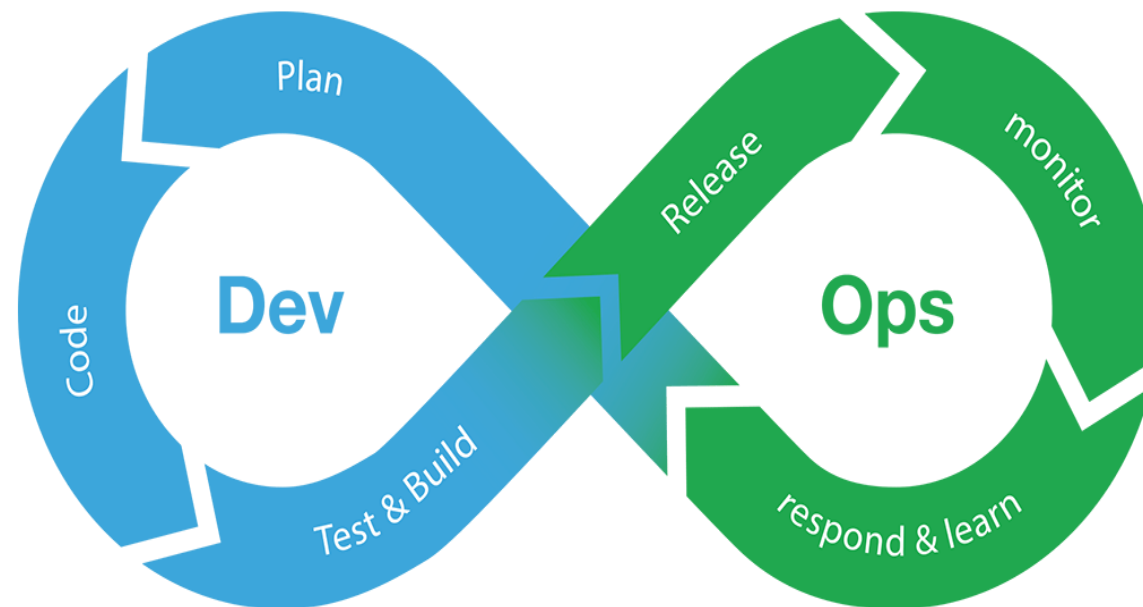 Plan
Code
Test & Build
Release
monitor
respond & learn
Dev
Ops